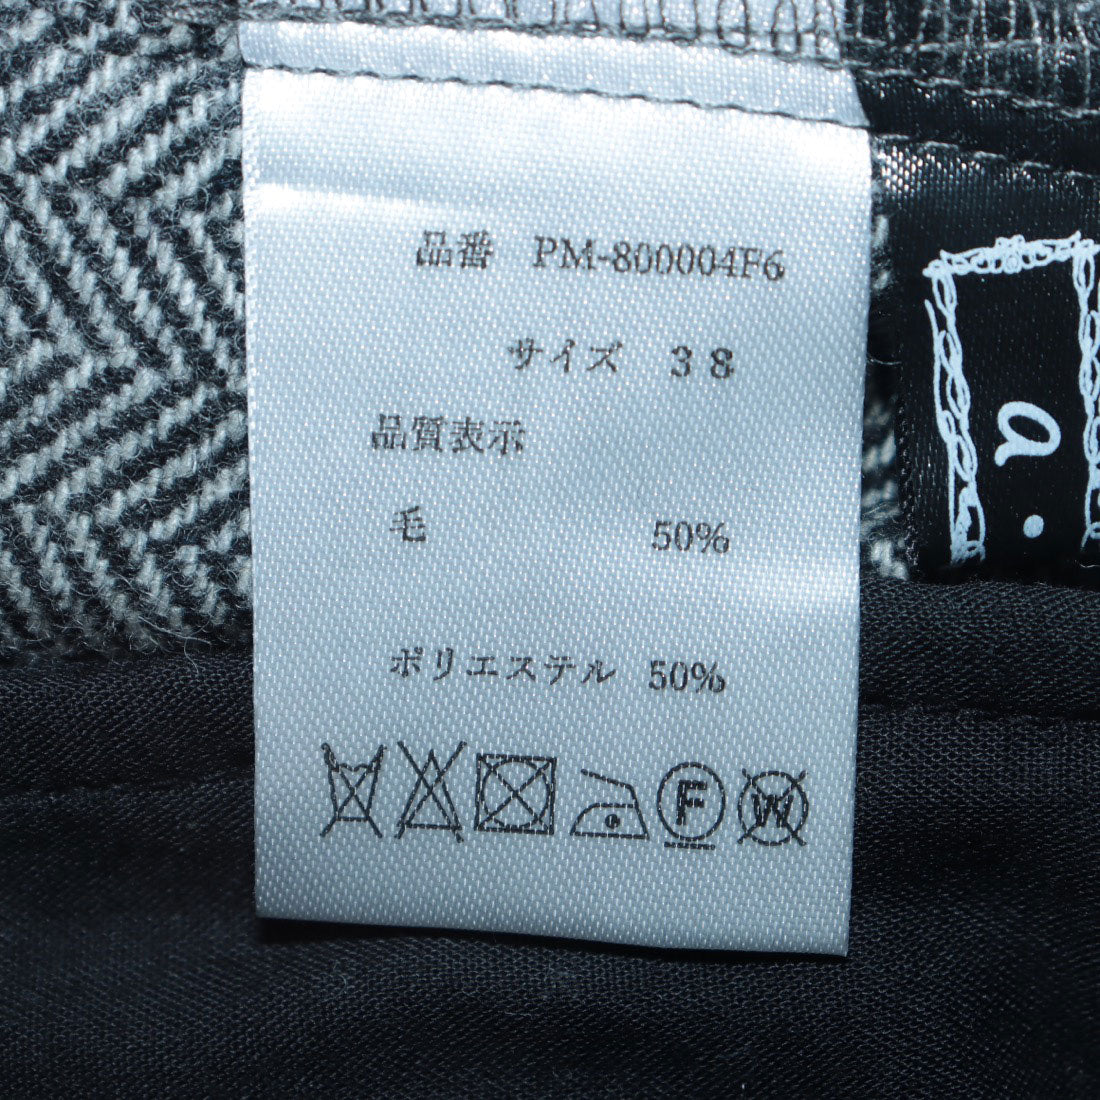 品番 PM-800004F6
サイズ 38
品質表示
毛 50%
ポリエステル 50%
F
W
a.